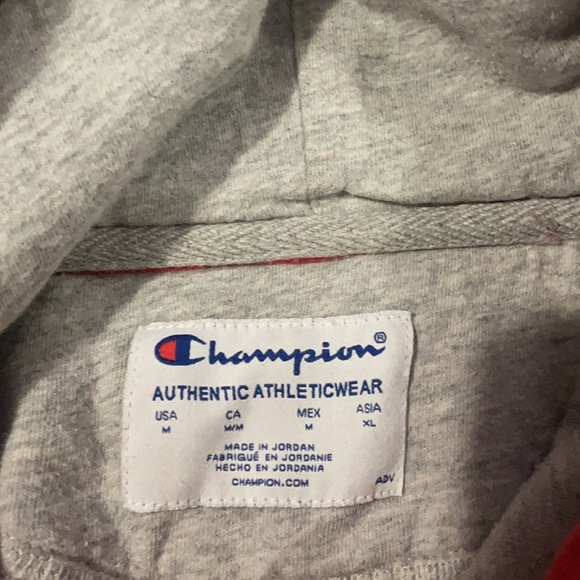 Champion®
AUTHENTIC ATHLETICWEAR
USA CA MEX ASIA
M M/M M XL
MADE IN JORDAN
FABRIQUÉ EN JORDANIE
HECHO EN JORDANIA
CHAMPION.COM
ADV